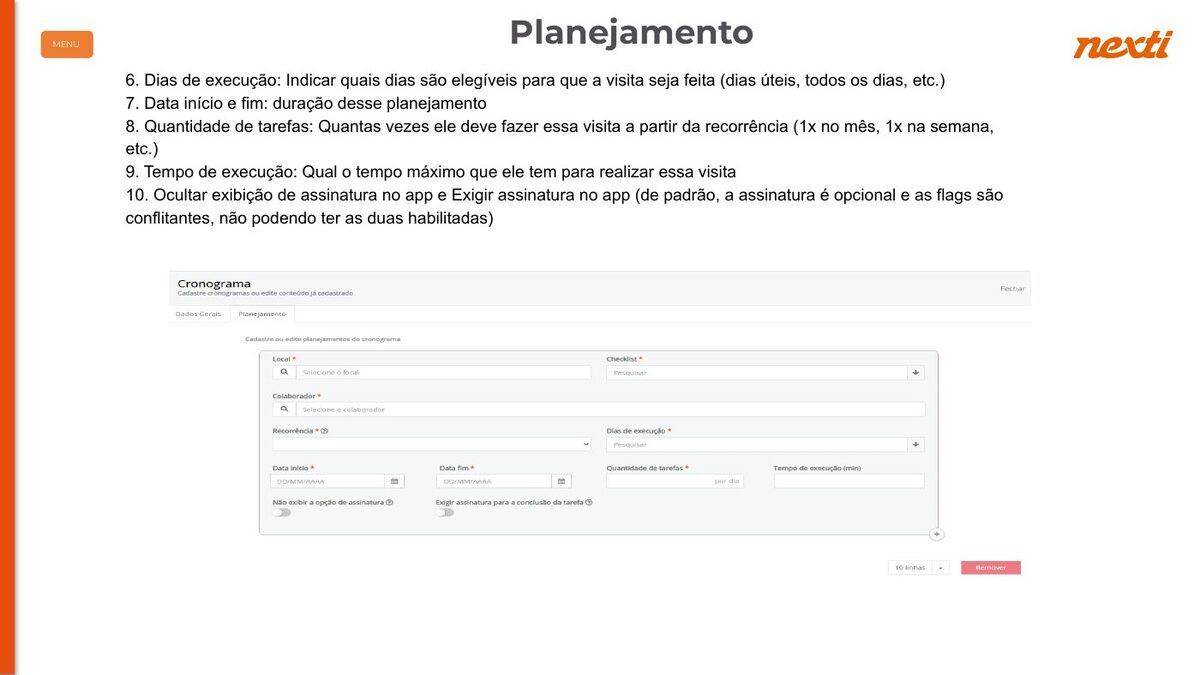 Planejamento
MENU
nexti
6. Dias de execução: Indicar quais dias são elegíveis para que a visita seja feita (dias úteis, todos os dias, etc.)
7. Data início e fim: duração desse planejamento
8. Quantidade de tarefas: Quantas vezes ele deve fazer essa visita a partir da recorrência (1x no mês, 1x na semana,
etc.)
9. Tempo de execução: Qual o tempo máximo que ele tem para realizar essa visita
10. Ocultar exibição de assinatura no app e Exigir assinatura no app (de padrão, a assinatura é opcional e as flags são
conflitantes, não podendo ter as duas habilitadas)
Cronograma
Cadastre cronogramas ou edite conteúdo já cadastrado
Fechar
Dados Gerais Planejamento
Cadastre ou edite planejamentos do cronograma
Local * Checklist *
Selecione o local Pesquisar
Colaborador *
Selecione o colaborador
Recorrência * Dias de execução *
Pesquisar
Data início * Data fim * Quantidade de tarefas * Tempo de execução (min)
DD/MM/AAAA DD/MM/AAAA por dia
Não exibir a opção de assinatura Exigir assinatura para a conclusão da tarefa
10 linhas Remover